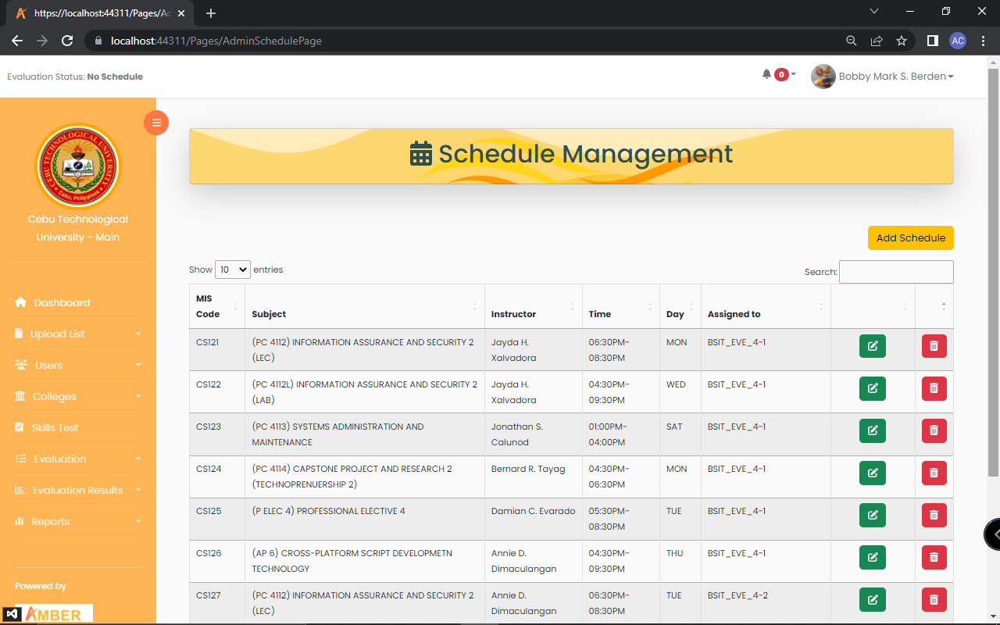 https://localhost:44311/Pages/Ad
localhost:44311/Pages/AdminSchedulePage
AC
Evaluation Status: No Schedule
0
Bobby Mark S. Berden
CEBU TECHNOLOGICAL UNIVERSITY
Cebu, Philippines
Cebu Technological
University - Main
Dashboard
Upload List
Users
Colleges
Skills Test
Evaluation
Evaluation Results
Reports
Powered by
AMBER
Schedule Management
Add Schedule
Show 10 entries
Search:
MIS Code Subject Instructor Time Day Assigned to
CS121 (PC 4112) INFORMATION ASSURANCE AND SECURITY 2 Jayda H. 06:30PM- MON BSIT_EVE_4-1
(LEC) Xalvadora 08:30PM
CS122 (PC 4112L) INFORMATION ASSURANCE AND SECURITY 2 Jayda H. 04:30PM- WED BSIT_EVE_4-1
(LAB) Xalvadora 09:30PM
CS123 (PC 4113) SYSTEMS ADMINISTRATION AND Jonathan S. 01:00PM- SAT BSIT_EVE_4-1
MAINTENANCE Calunod 04:00PM
CS124 (PC 4114) CAPSTONE PROJECT AND RESEARCH 2 Bernard R. Tayag 04:30PM- MON BSIT_EVE_4-1
(TECHNOPRENUERSHIP 2) 06:30PM
CS125 (P ELEC 4) PROFESSIONAL ELECTIVE 4 Damian C. Evarado 05:30PM- TUE BSIT_EVE_4-1
08:30PM
CS126 (AP 6) CROSS-PLATFORM SCRIPT DEVELOPMETN Annie D. 04:30PM- THU BSIT_EVE_4-1
TECHNOLOGY Dimaculangan 09:30PM
CS127 (PC 4112) INFORMATION ASSURANCE AND SECURITY 2 Annie D. 06:30PM- TUE BSIT_EVE_4-2
(LEC) Dimaculangan 08:30PM